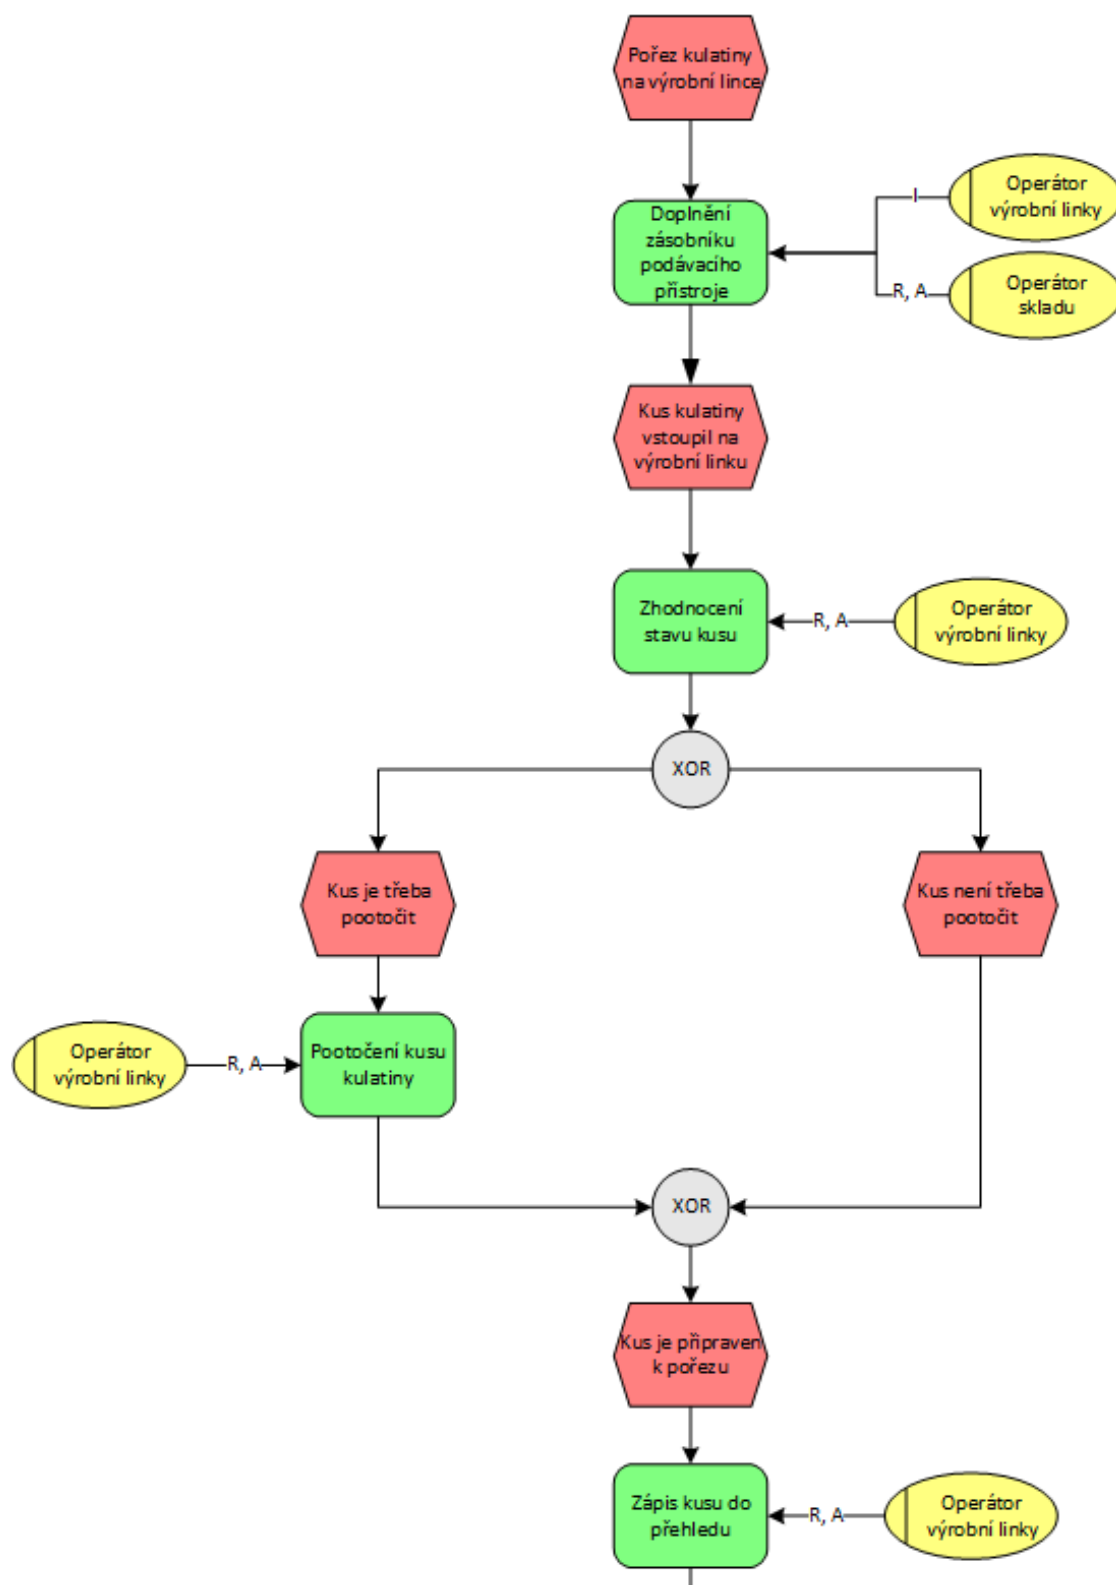 Pořez kulatiny
na výrobní lince
Doplnění
zásobníku
podávacího
přístroje
I
Operátor
výrobní linky
R, A
Operátor
skladu
Kus kulatiny
vstoupil na
výrobní linku
Zhodnocení
stavu kusu
R, A
Operátor
výrobní linky
XOR
Kus je třeba
pootočit
Kus není třeba
pootočit
Operátor
výrobní linky
R, A
Pootočení kusu
kulatiny
XOR
Kus je připraven
k pořezu
Zápis kusu do
přehledu
R, A
Operátor
výrobní linky